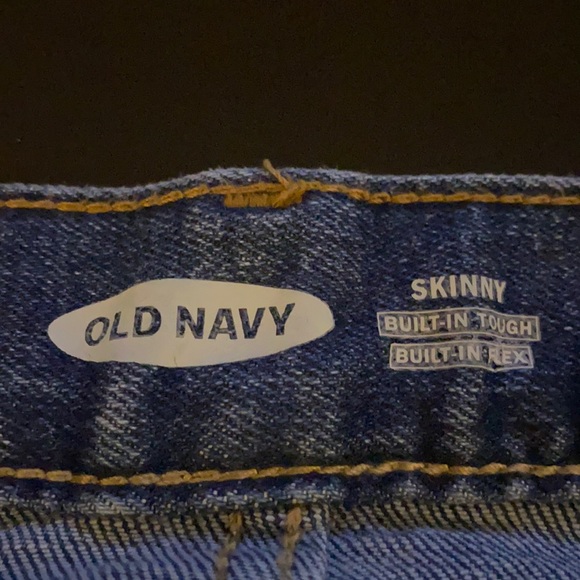 OLD NAVY
SKINNY
BUILT-IN TOUGH
BUILT-IN FLEX